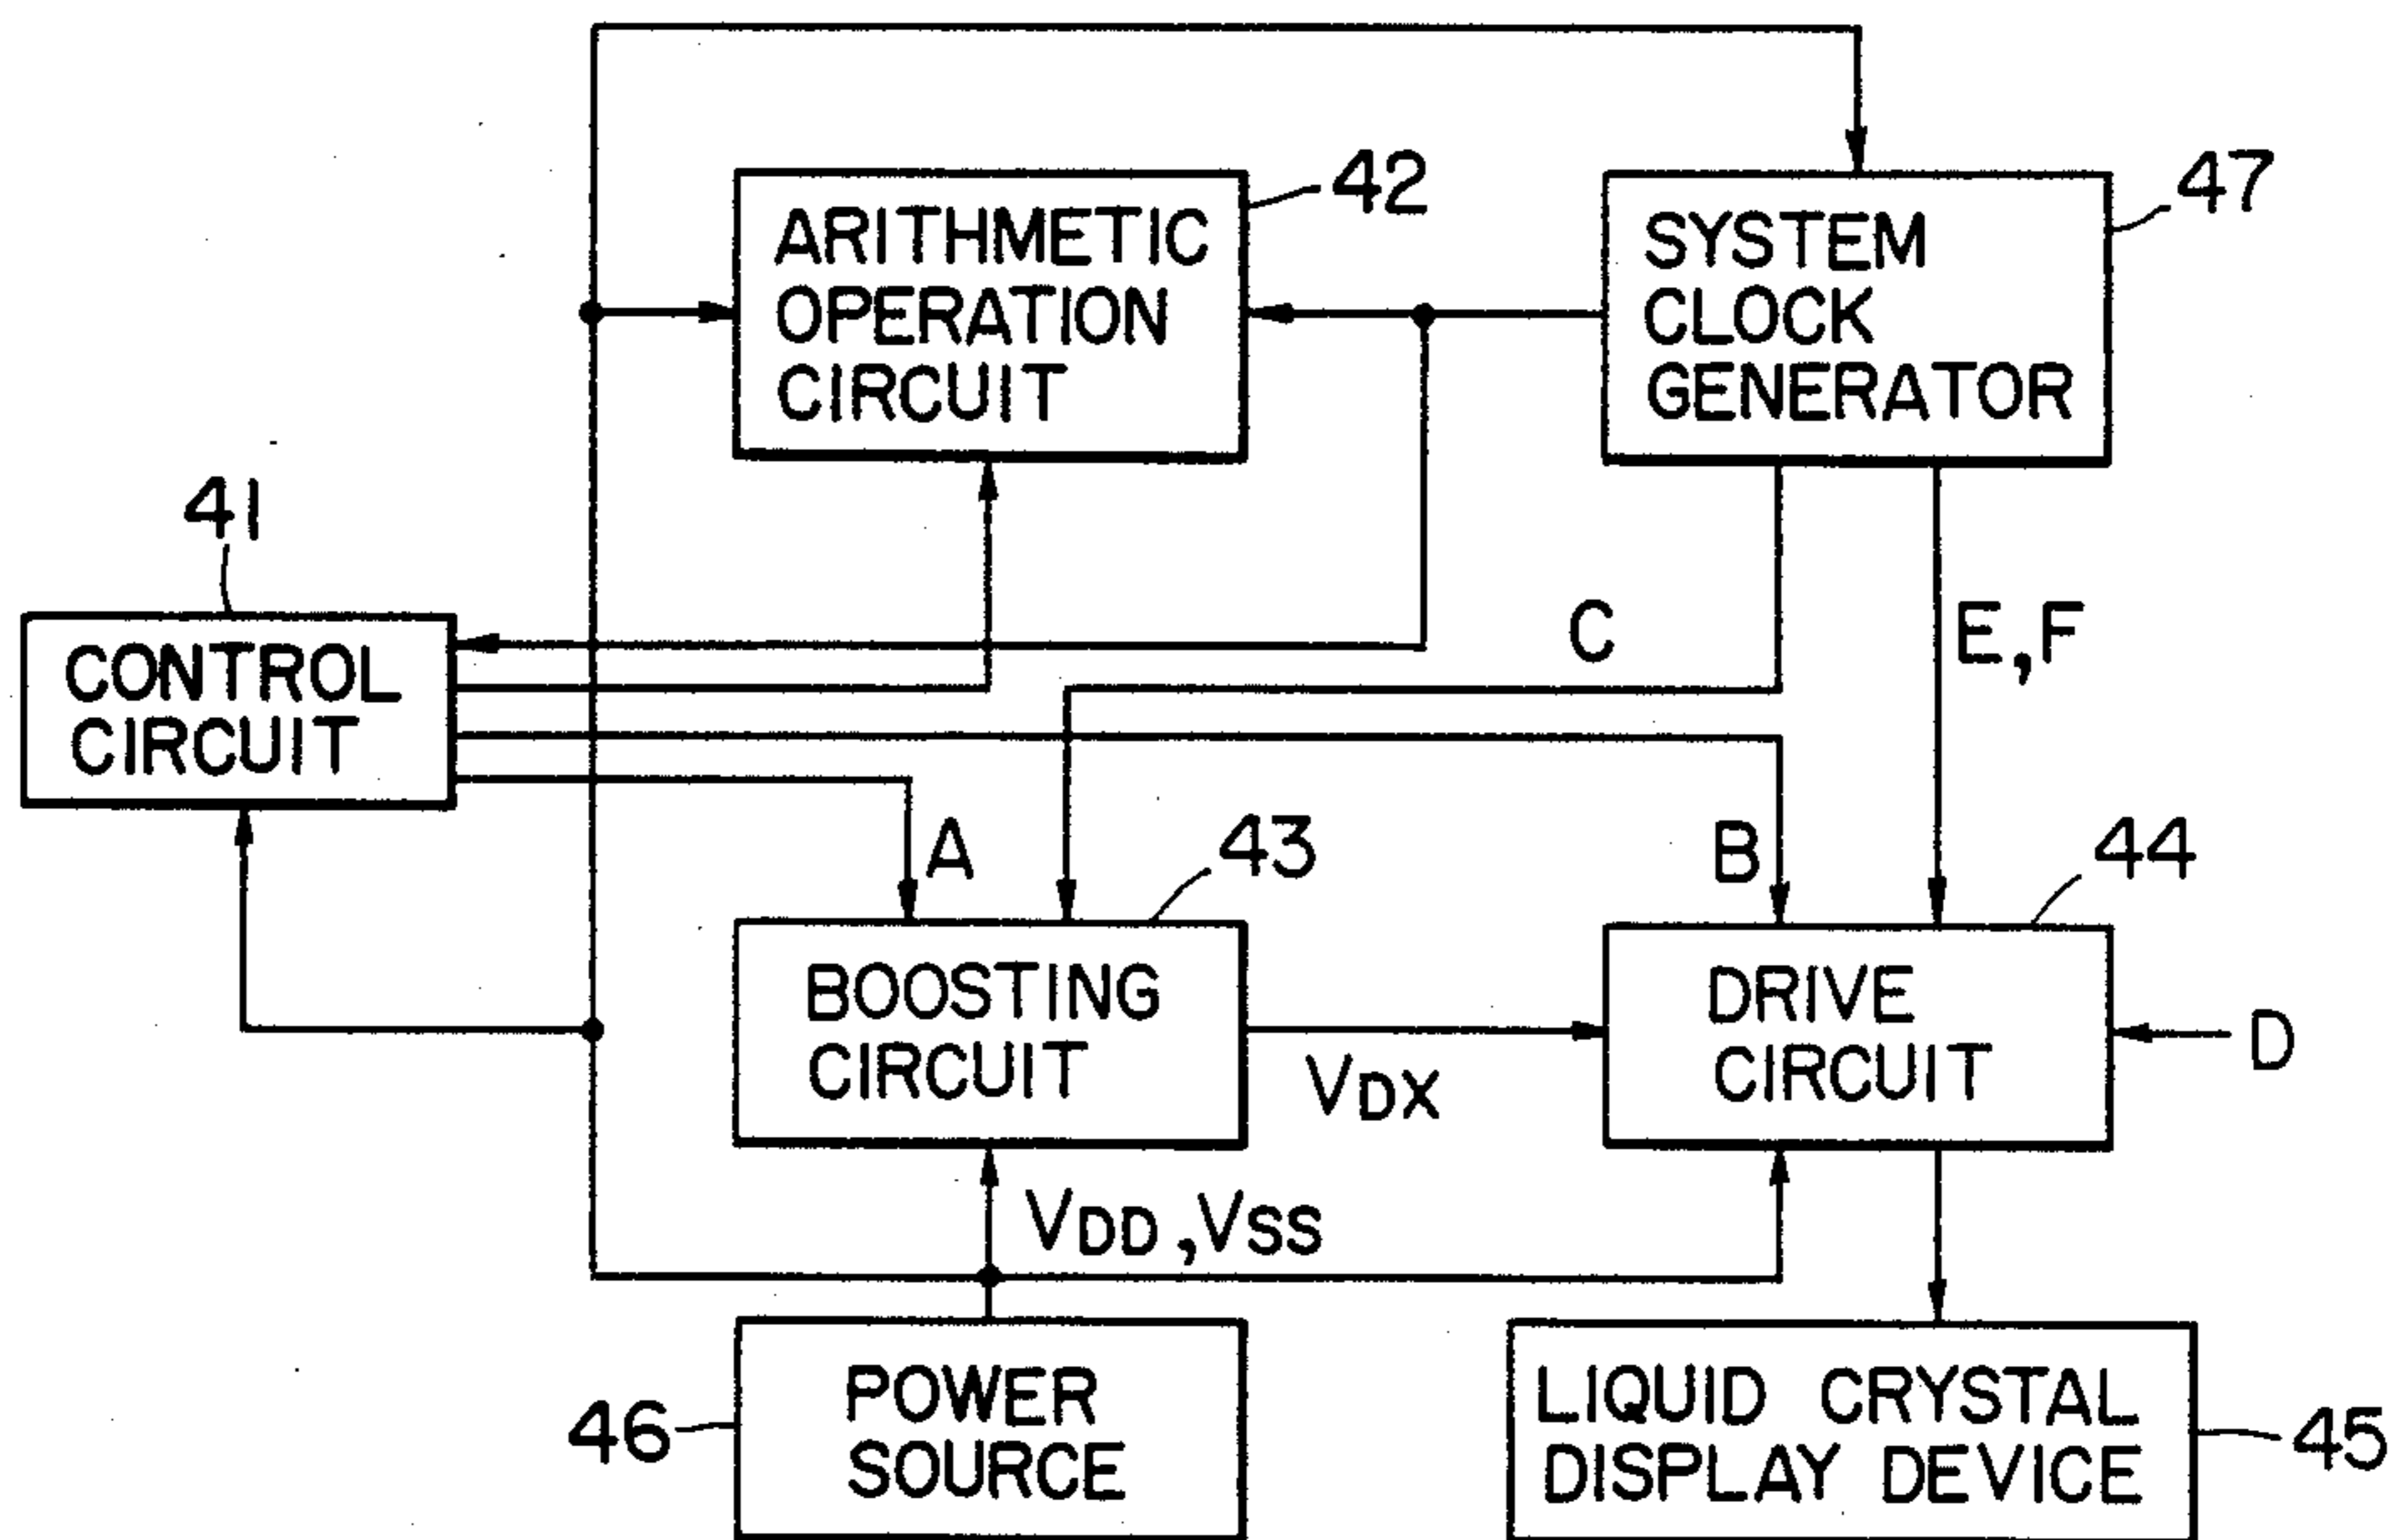 42
47
ARITHMETIC
OPERATION
CIRCUIT
SYSTEM
CLOCK
GENERATOR
41
C
E,F
CONTROL
CIRCUIT
A
43
B
44
BOOSTING
CIRCUIT
DRIVE
CIRCUIT
D
VDX
VDD,VSS
46
POWER
SOURCE
LIQUID CRYSTAL
DISPLAY DEVICE
45